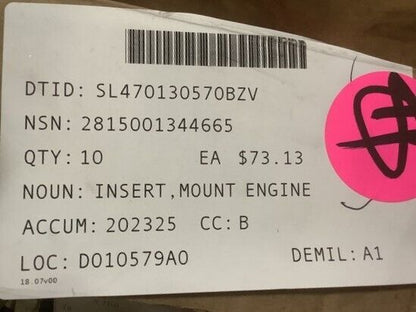 DTID: SL470130570BZV
NSN: 2815001344665
QTY: 10 EA $73.13
NOUN: INSERT,MOUNT ENGINE
ACCUM: 202325 CC: B
LOC: DO10579AO DEMIL: A1
18.07v00